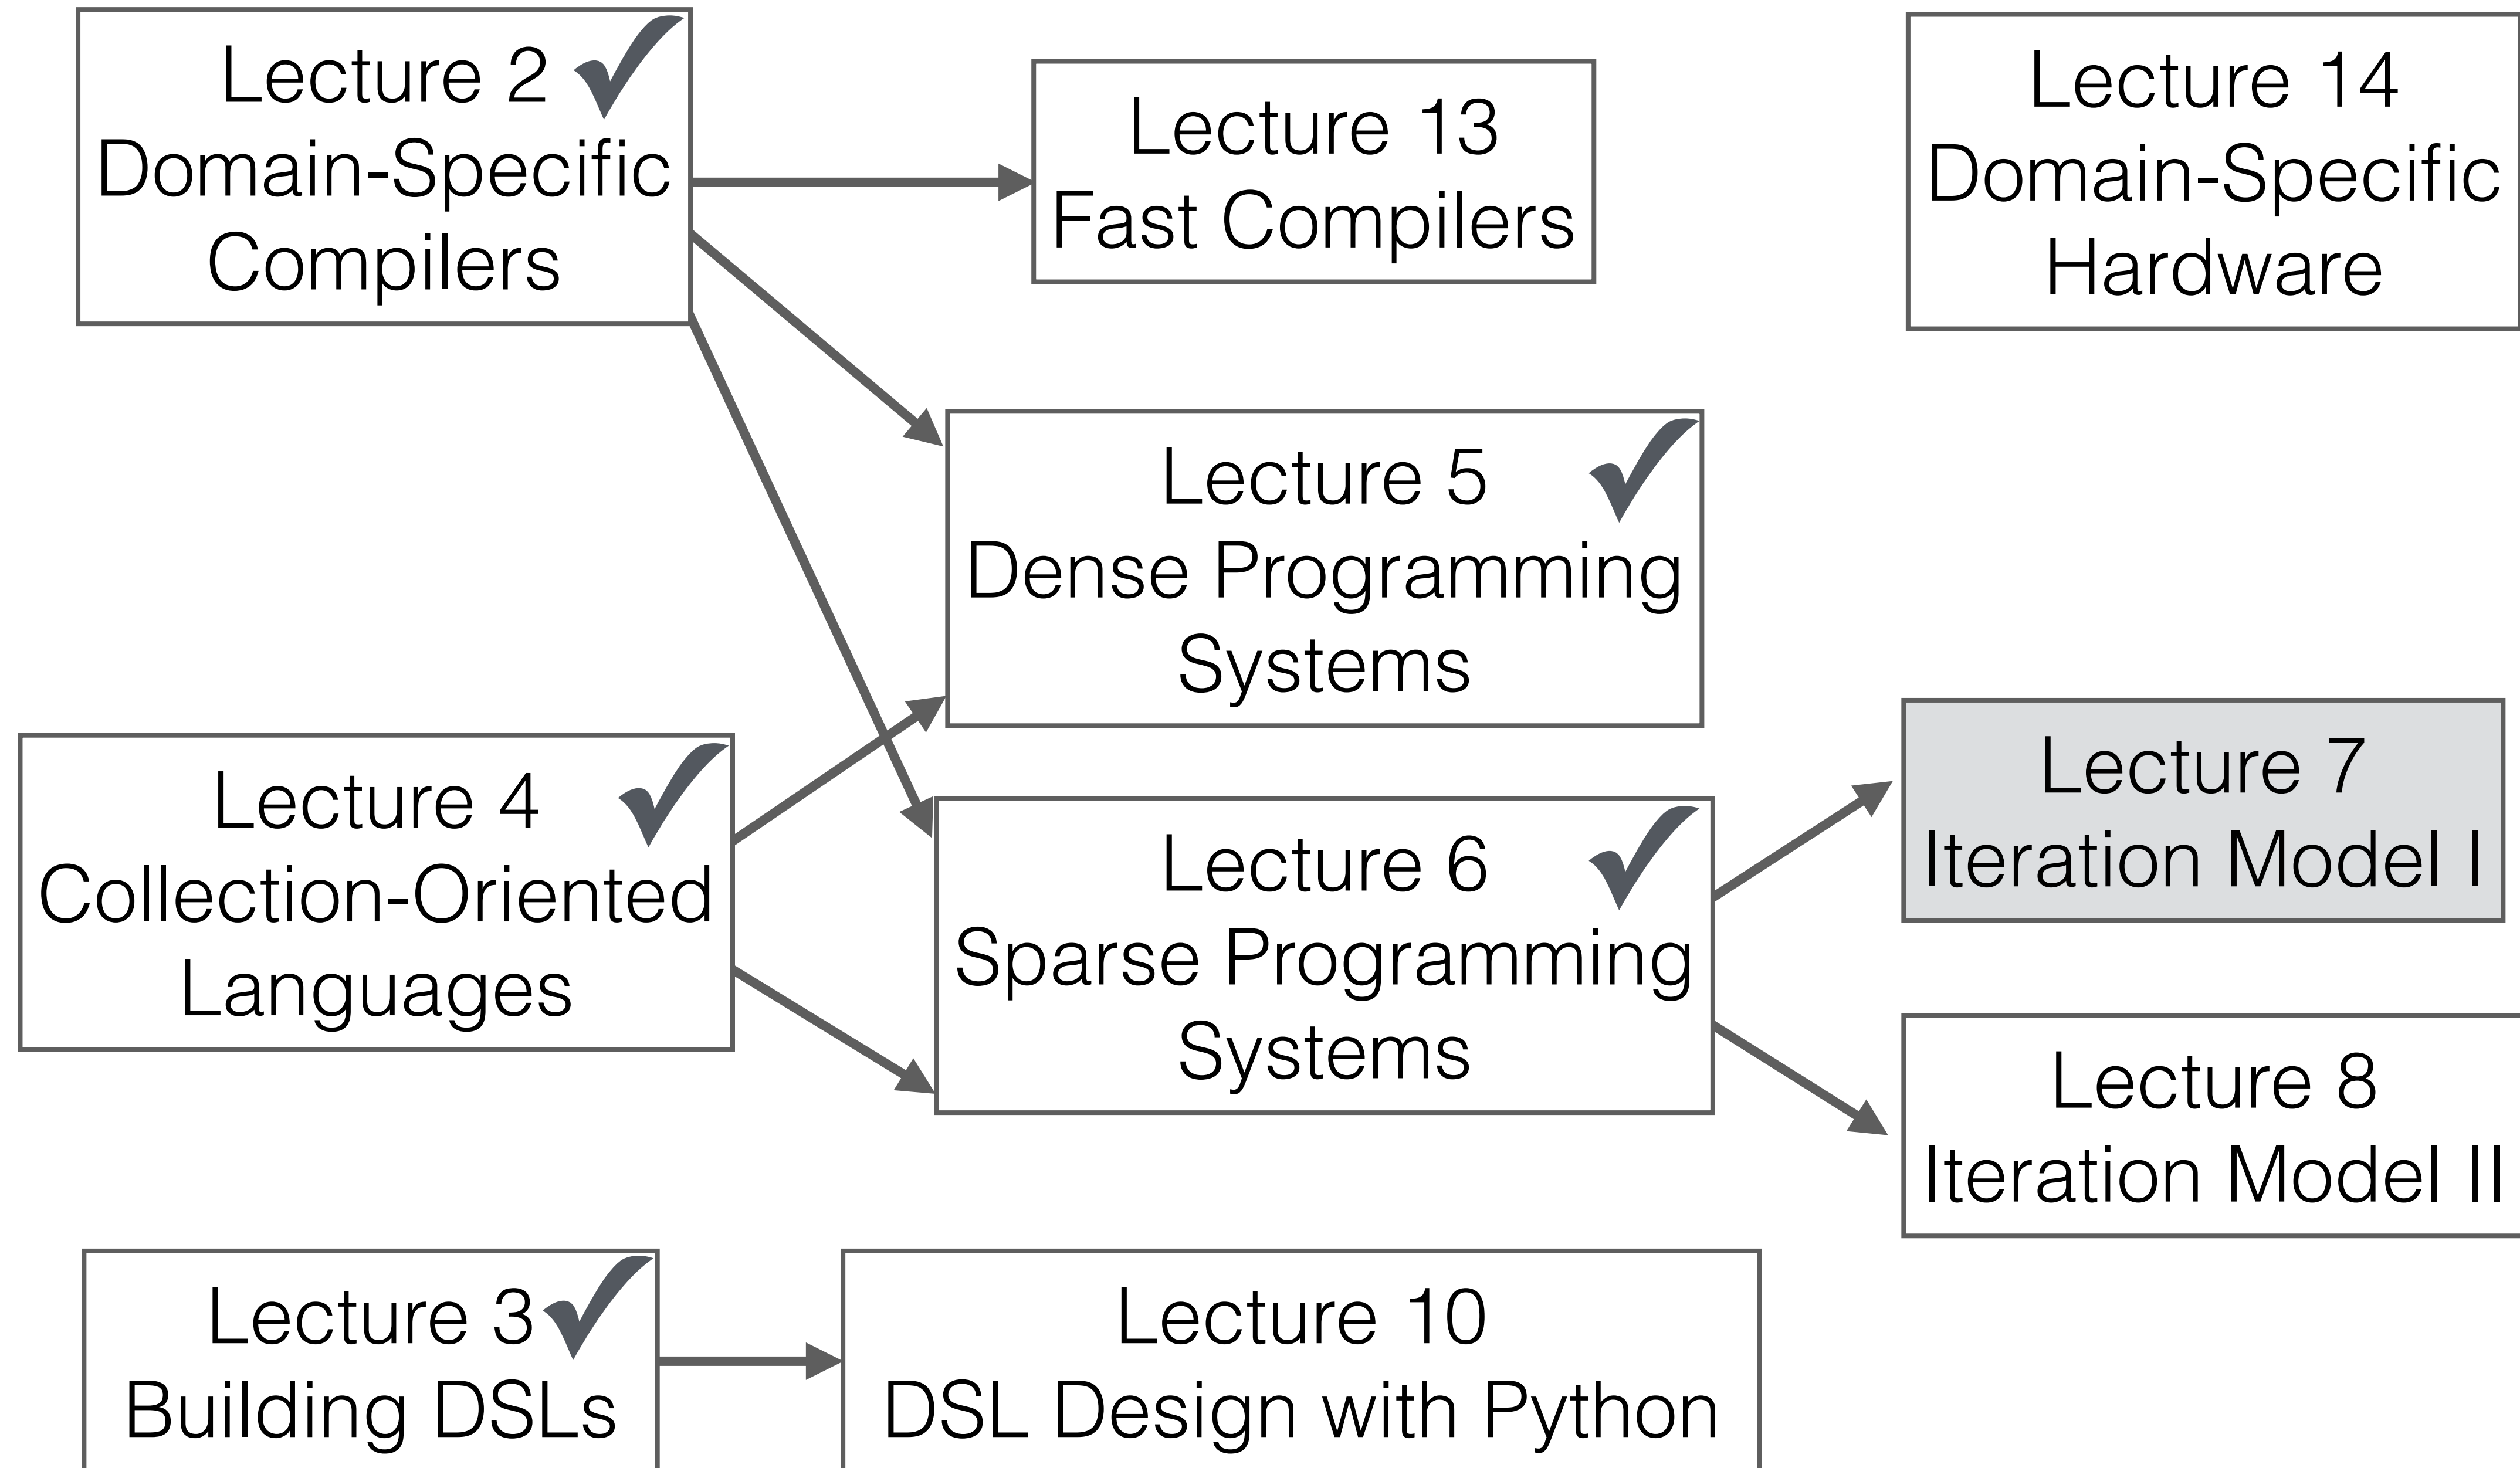 Lecture 2
Domain-Specific
Compilers
Lecture 13
Fast Compilers
Lecture 14
Domain-Specific
Hardware
Lecture 5
Dense Programming
Systems
Lecture 4
Collection-Oriented
Languages
Lecture 6
Sparse Programming
Systems
Lecture 7
Iteration Model I
Lecture 8
Iteration Model II
Lecture 3
Building DSLs
Lecture 10
DSL Design with Python